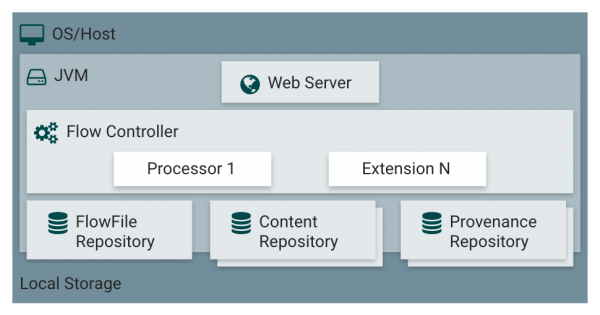 OS/Host
JVM
Web Server
Flow Controller
Processor 1
Extension N
FlowFile
Repository
Content
Repository
Provenance
Repository
Local Storage